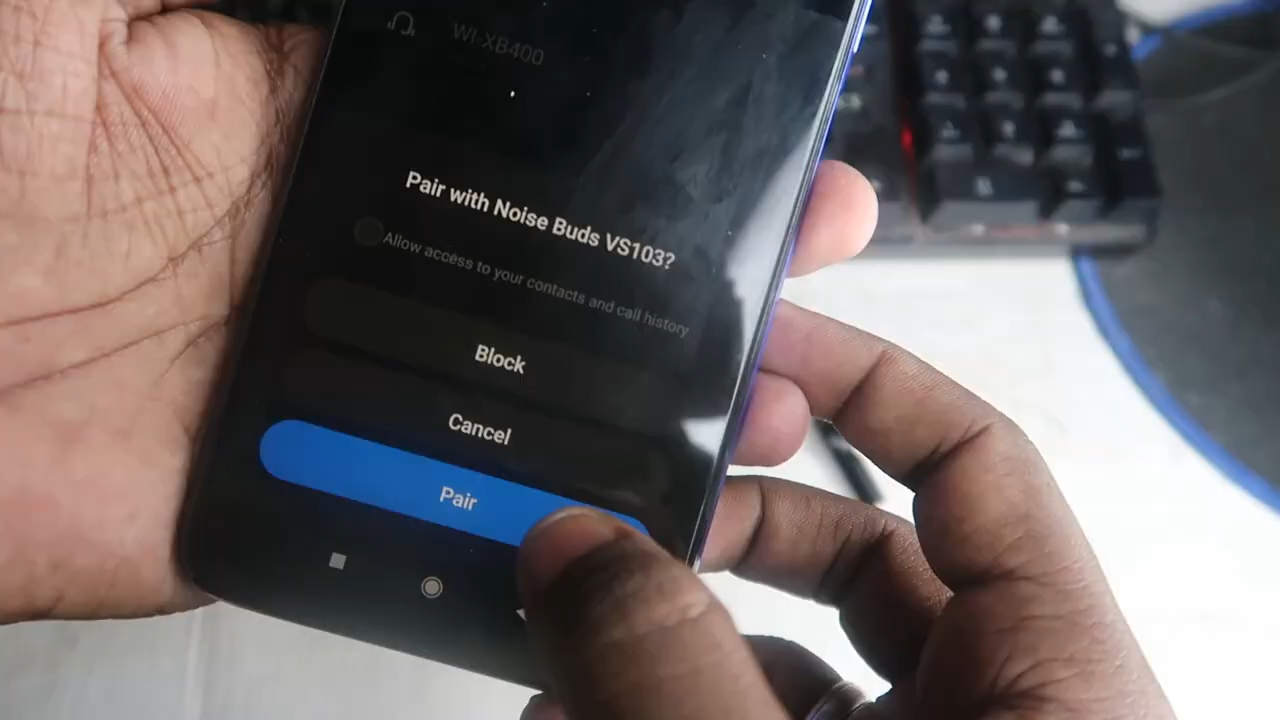 WI-XB400
Pair with Noise Buds VS103?
Allow access to your contacts and call history
Block
Cancel
Pair